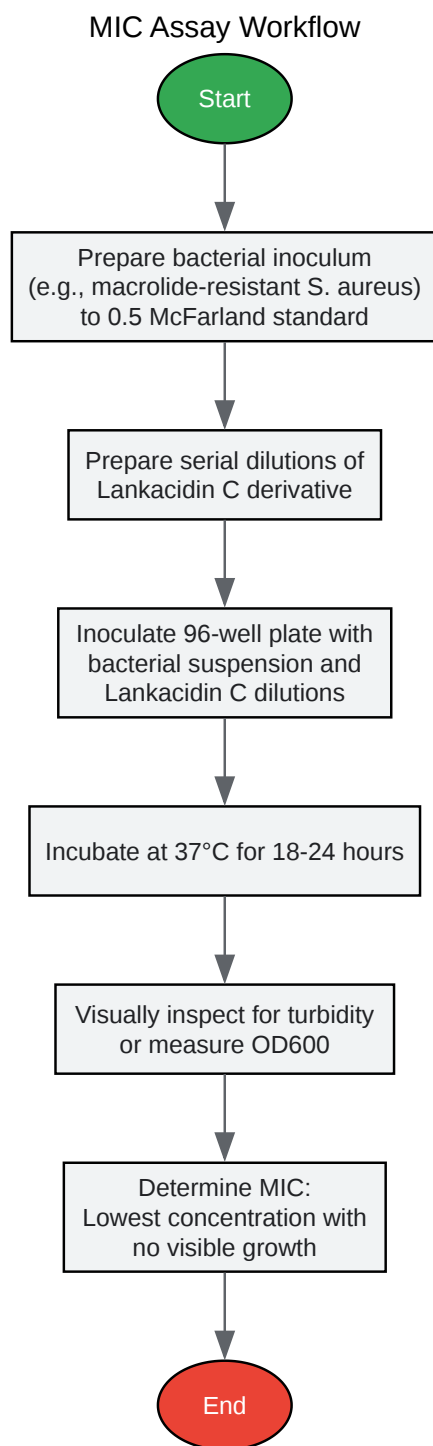 MIC Assay Workflow
Start
Prepare bacterial inoculum
(e.g., macrolide-resistant S. aureus)
to 0.5 McFarland standard
Prepare serial dilutions of
Lankacidin C derivative
Inoculate 96-well plate with
bacterial suspension and
Lankacidin C dilutions
Incubate at 37°C for 18-24 hours
Visually inspect for turbidity
or measure OD600
Determine MIC:
Lowest concentration with
no visible growth
End